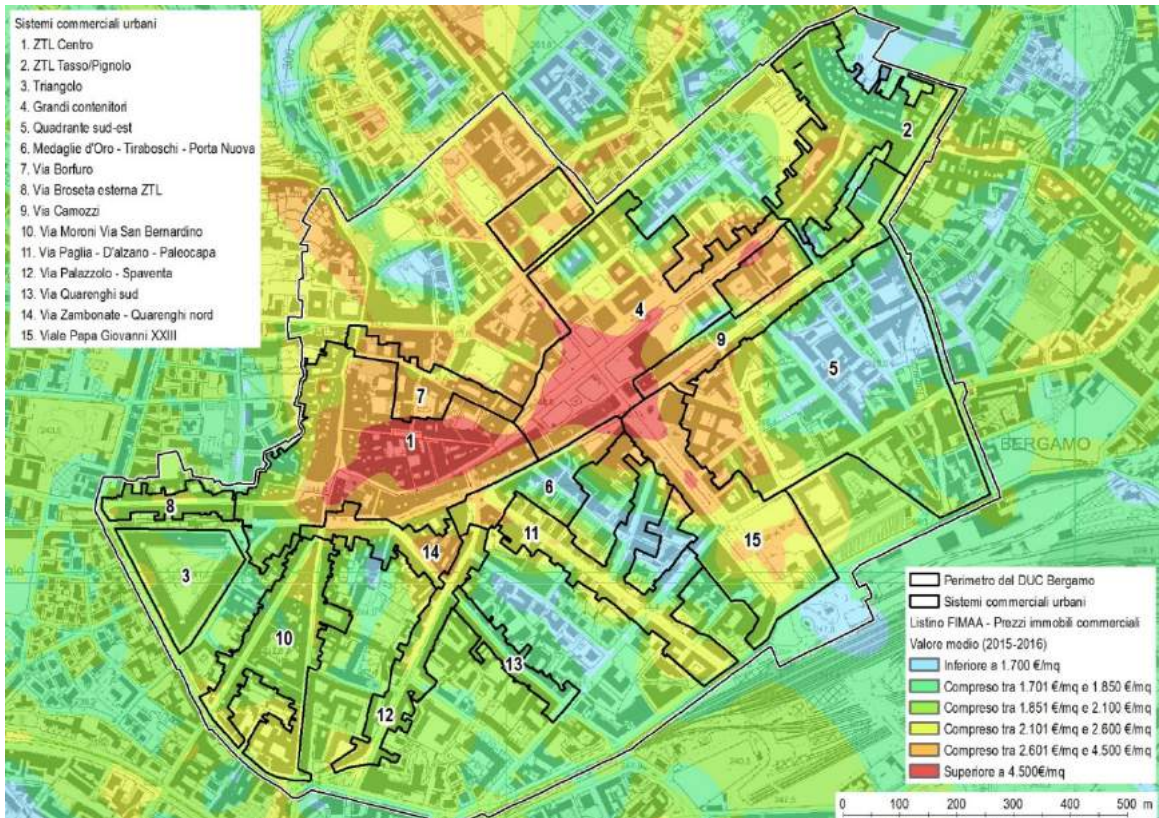 Sistemi commerciali urbani
1. ZTL Centro
2. ZTL Tasso/Pignolo
3. Triangolo
4. Grandi contenitori
5. Quadrante sud-est
6. Medaglie d'Oro - Tiraboschi - Porta Nuova
7. Via Borfuro
8. Via Broseta esterna ZTL
9. Via Camozzi
10. Via Moroni Via San Bernardino
11. Via Paglia - D'alzano - Paleocapa
12. Via Palazzolo - Spaventa
13. Via Quarenghi sud
14. Via Zambonate - Quarenghi nord
15. Viale Papa Giovanni XXIII
2
4
9
5
7
1
BERGAMO
8
6
11
14
15
3
10
13
12
Perimetro del DUC Bergamo
Sistemi commerciali urbani
Listino FIMAA - Prezzi immobili commerciali
Valore medio (2015-2016)
Inferiore a 1.700 €/mq
Compreso tra 1.701 €/mq e 1.850 €/mq
Compreso tra 1.851 €/mq e 2.100 €/mq
Compreso tra 2.101 €/mq e 2.600 €/mq
Compreso tra 2.601 €/mq e 4.500 €/mq
Superiore a 4.500€/mq
0 100 200 300 400 500 m